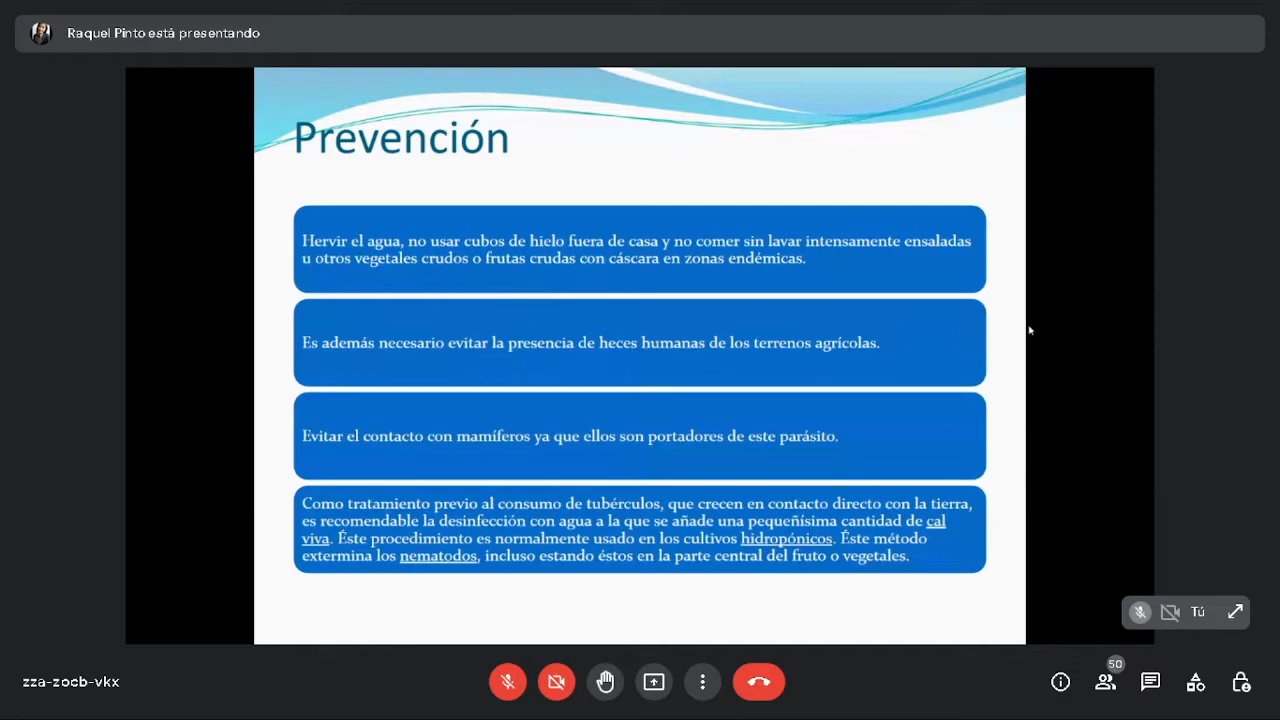 Raquel Pinto está presentando
Prevención
Hervir el agua, no usar cubos de hielo fuera de casa y no comer sin lavar intensamente ensaladas
u otros vegetales crudos o frutas crudas con cáscara en zonas endémicas.
Es además necesario evitar la presencia de heces humanas de los terrenos agrícolas.
Evitar el contacto con mamíferos ya que ellos son portadores de este parásito.
Como tratamiento previo al consumo de tubérculos, que crecen en contacto directo con la tierra,
es recomendable la desinfección con agua a la que se añade una pequeñísima cantidad de cal
viva. Éste procedimiento es normalmente usado en los cultivos hidropónicos. Éste método
extermina los nematodos, incluso estando éstos en la parte central del fruto o vegetales.
Tú
50
zza-zocb-vkx